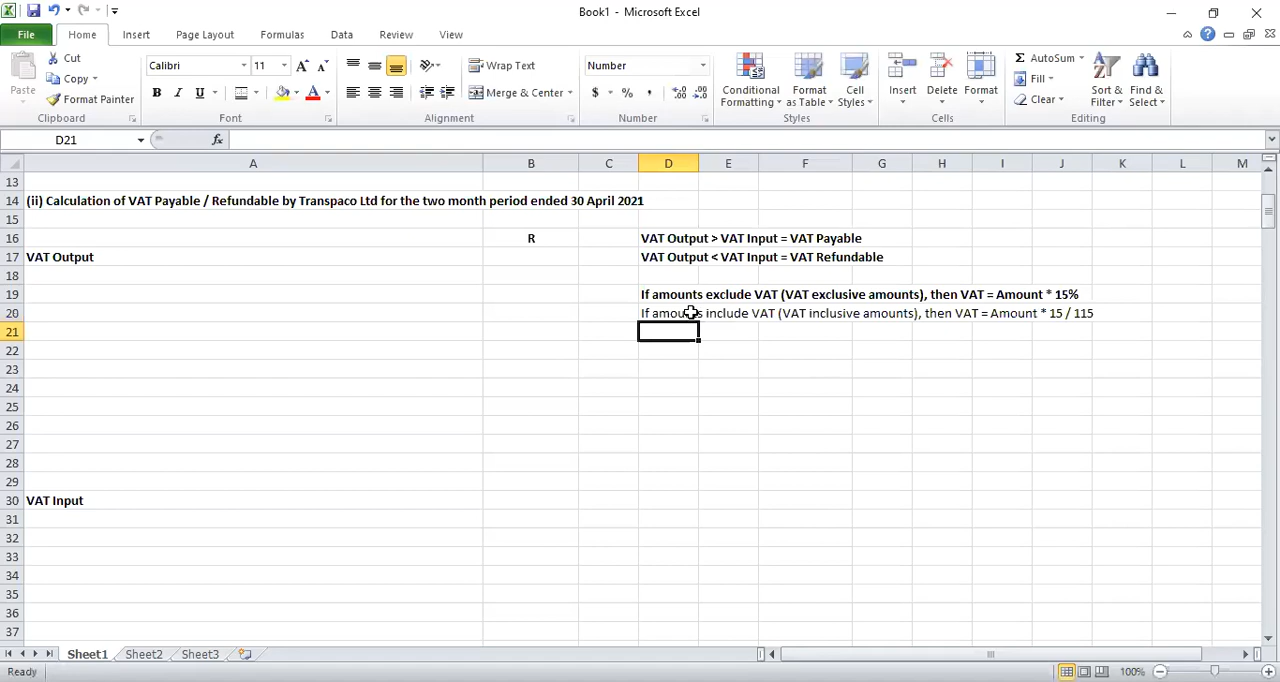 Book1 - Microsoft Excel
File Home Insert Page Layout Formulas Data Review View
Paste Cut Copy Format Painter
Calibri 11
B I U A
Wrap Text
Merge & Center
Number
$ % ,
Conditional Formatting Format as Table Cell Styles
Insert Delete Format
Σ AutoSum Fill Clear
Sort & Filter Find & Select
Clipboard Font Alignment Number Styles Cells Editing
D21 fx
A B C D E F G H I J K L M
13
14 (ii) Calculation of VAT Payable / Refundable by Transpaco Ltd for the two month period ended 30 April 2021
15
16 R VAT Output > VAT Input = VAT Payable
17 VAT Output VAT Output < VAT Input = VAT Refundable
18
19 If amounts exclude VAT (VAT exclusive amounts), then VAT = Amount * 15%
20 If amounts include VAT (VAT inclusive amounts), then VAT = Amount * 15 / 115
21
22
23
24
25
26
27
28
29
30 VAT Input
31
32
33
34
35
36
37
Sheet1 Sheet2 Sheet3
Ready 100%